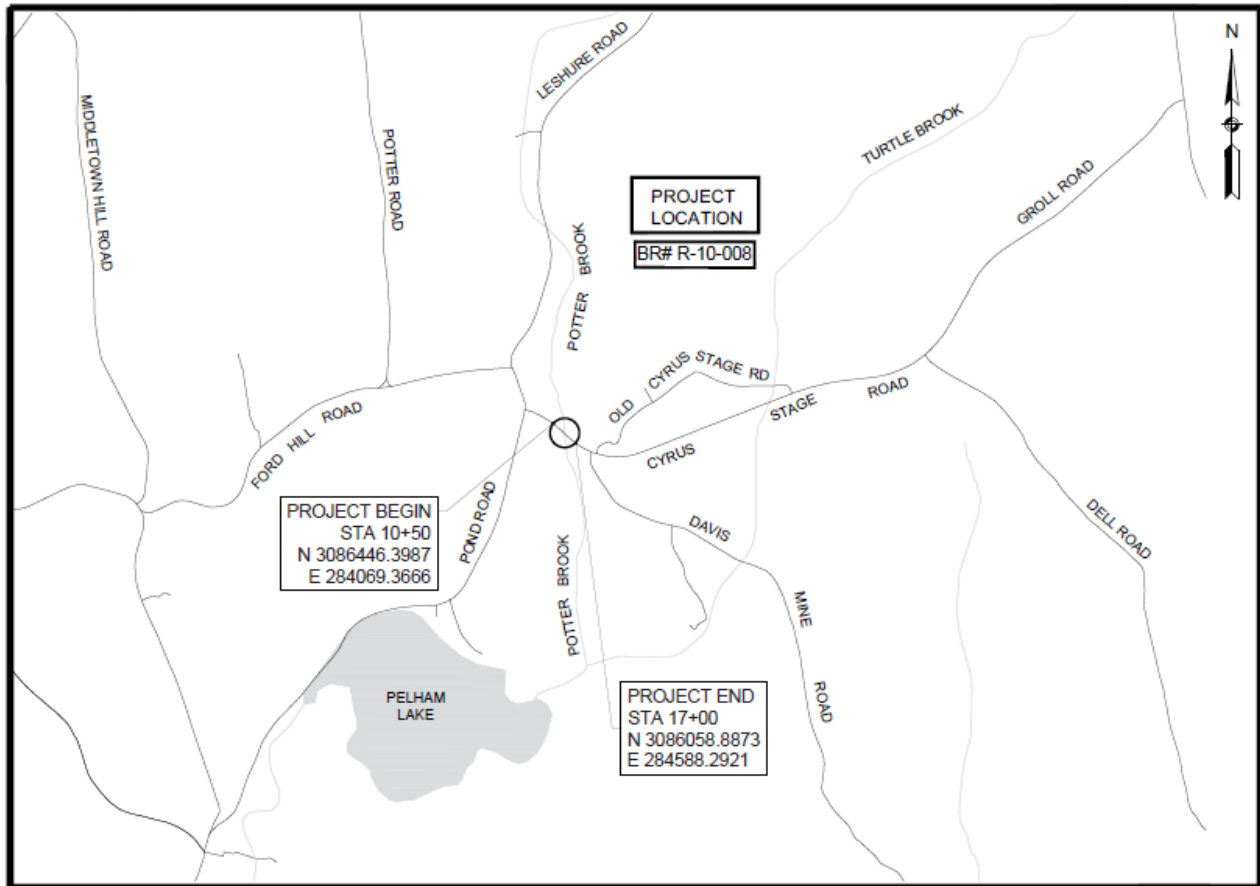 LESHURE ROAD
N
MIDDLETOWN HILL ROAD
POTTER ROAD
TURTLE BROOK
GROLL ROAD
PROJECT
LOCATION
BR# R-10-008
POTTER BROOK
OLD CYRUS STAGE RD
CYRUS STAGE ROAD
FORD HILL ROAD
PROJECT BEGIN
STA 10+50
N 3086446.3987
E 284069.3666
POND ROAD
DAVIS MINE ROAD
DELL ROAD
POTTER BROOK
PELHAM
LAKE
PROJECT END
STA 17+00
N 3086058.8873
E 284588.2921